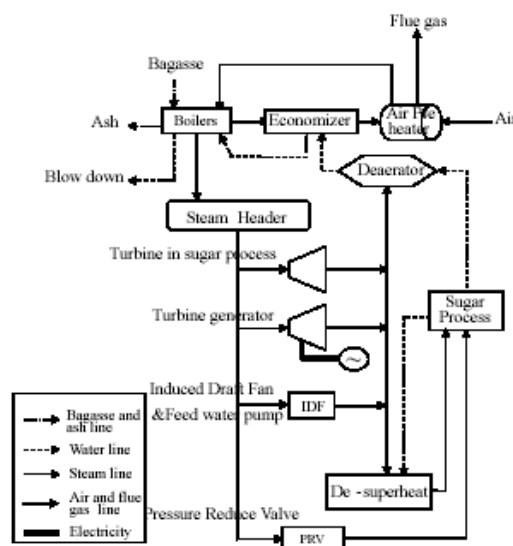 Flue gas
Bagasse
Ash
Boilers
Economizer
Air Pre
heater
Air
Blow down
Deaerator
Steam Header
Turbine in sugar process
Turbine generator
Sugar
Process
~
Induced Draft Fan
&Feed water pump
IDF
De -superheat
Pressure Reduce Valve
PRV
Bagasse and
ash line
Water line
Steam line
Air and flue
gas line
Electricity